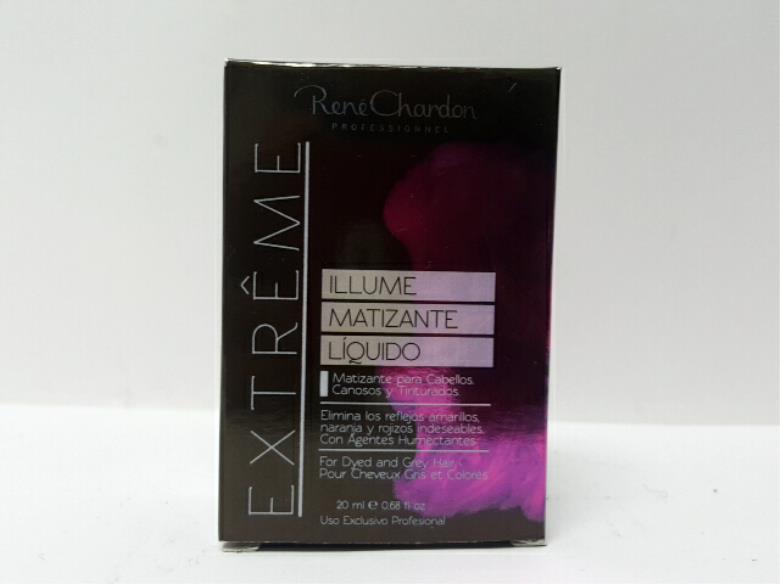 René Chardon
PROFESSIONNEL
EXTRÊME
ILLUME
MATIZANTE
LÍQUIDO
Matizante para Cabellos.
Canosos y Tinturados.
Elimina los reflejos amarillos,
naranja y rojizos indeseables.
Con Agentes Humectantes.
For Dyed and Grey Hair.
Pour Cheveux Gris et Colorés
20 ml e 0.68 fl oz
Uso Exclusivo Profesional